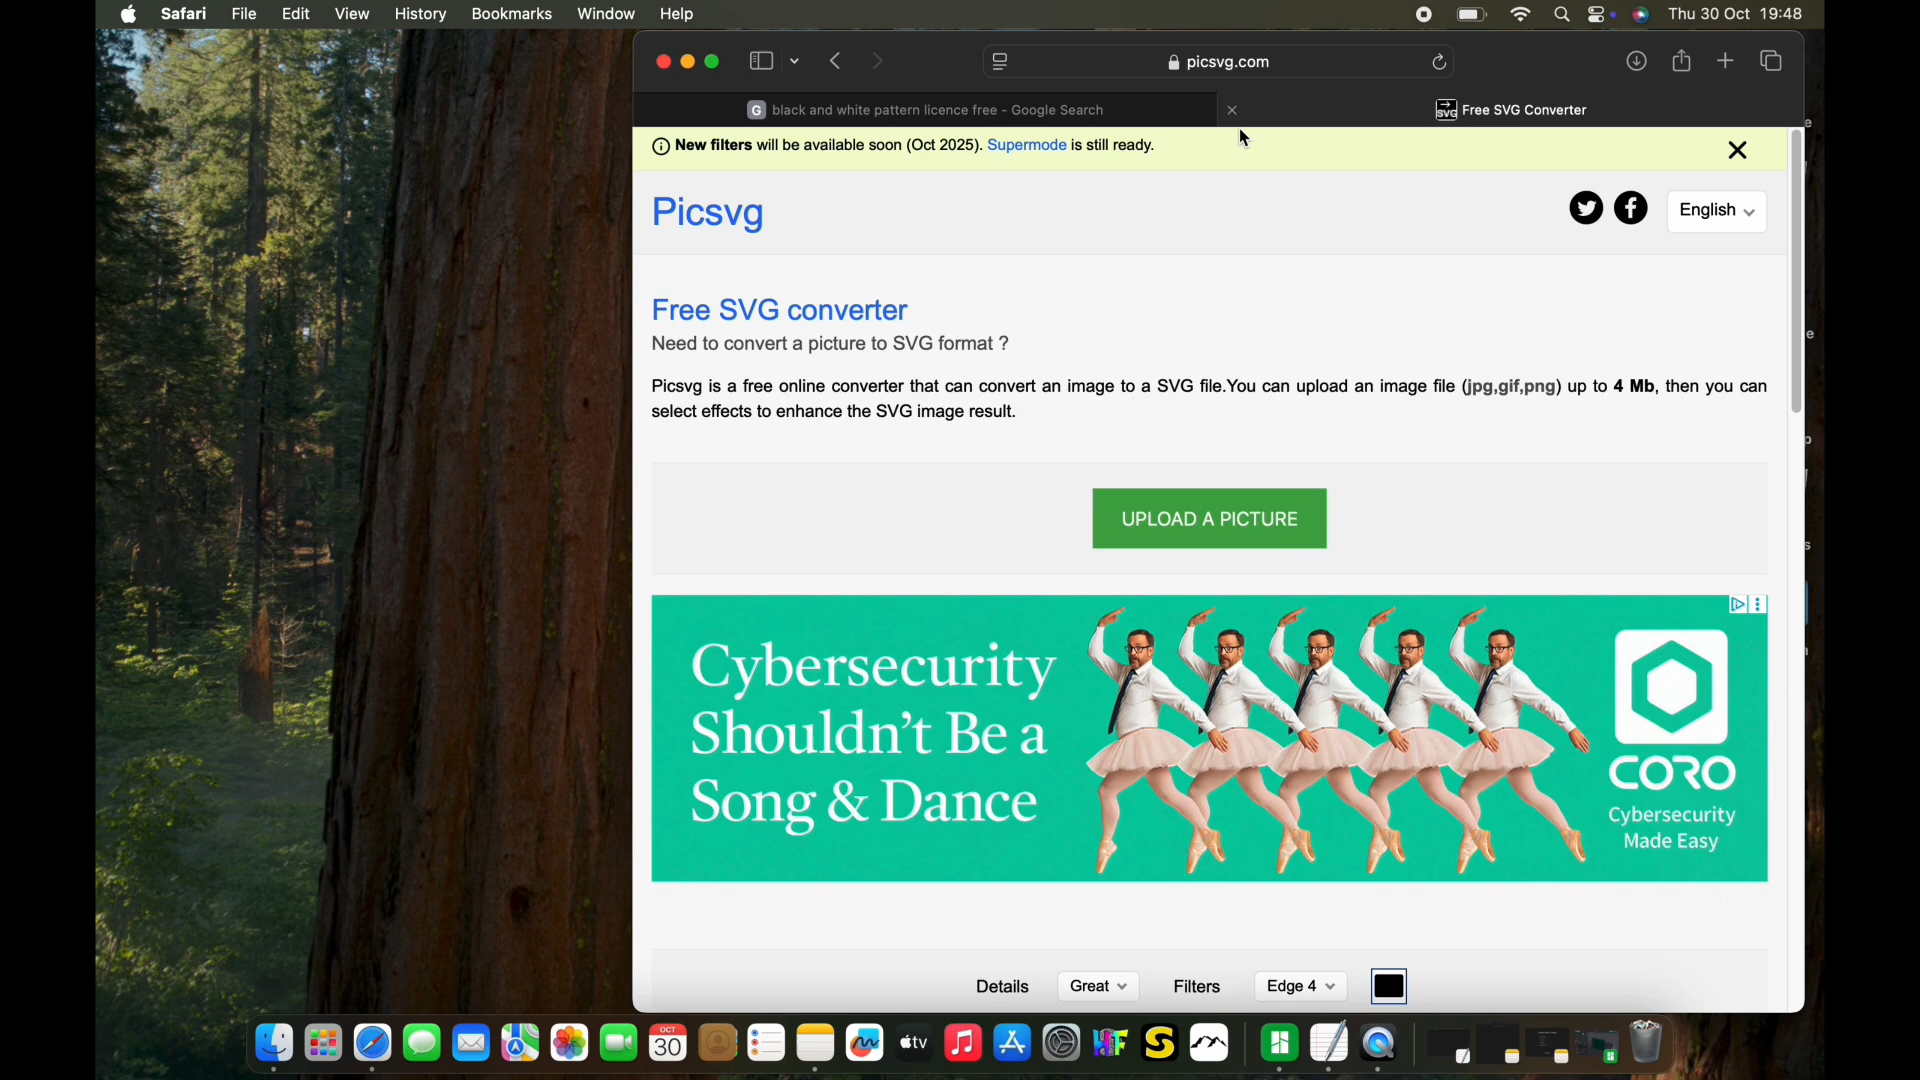 Safari File Edit View History Bookmarks Window Help
Thu 30 Oct 19:48
picsvg.com
G black and white pattern licence free - Google Search
SVG Free SVG Converter
New filters will be available soon (Oct 2025). Supermode is still ready.
Picsvg
English
Free SVG converter
Need to convert a picture to SVG format ?
Picsvg is a free online converter that can convert an image to a SVG file.You can upload an image file (jpg,gif,png) up to 4 Mb, then you can
select effects to enhance the SVG image result.
UPLOAD A PICTURE
Cybersecurity
Shouldn't Be a
Song & Dance
CORO
Cybersecurity
Made Easy
Details Great Filters Edge 4
OCT
30
tv